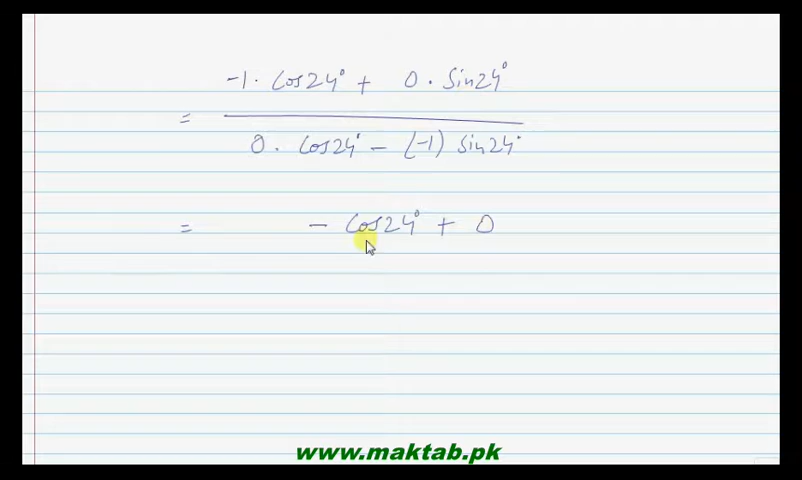 -1. Cos24° + 0. Sin24°
=
0. Cos24° - (-1) Sin24°
= - Cos24° + 0
www.maktab.pk